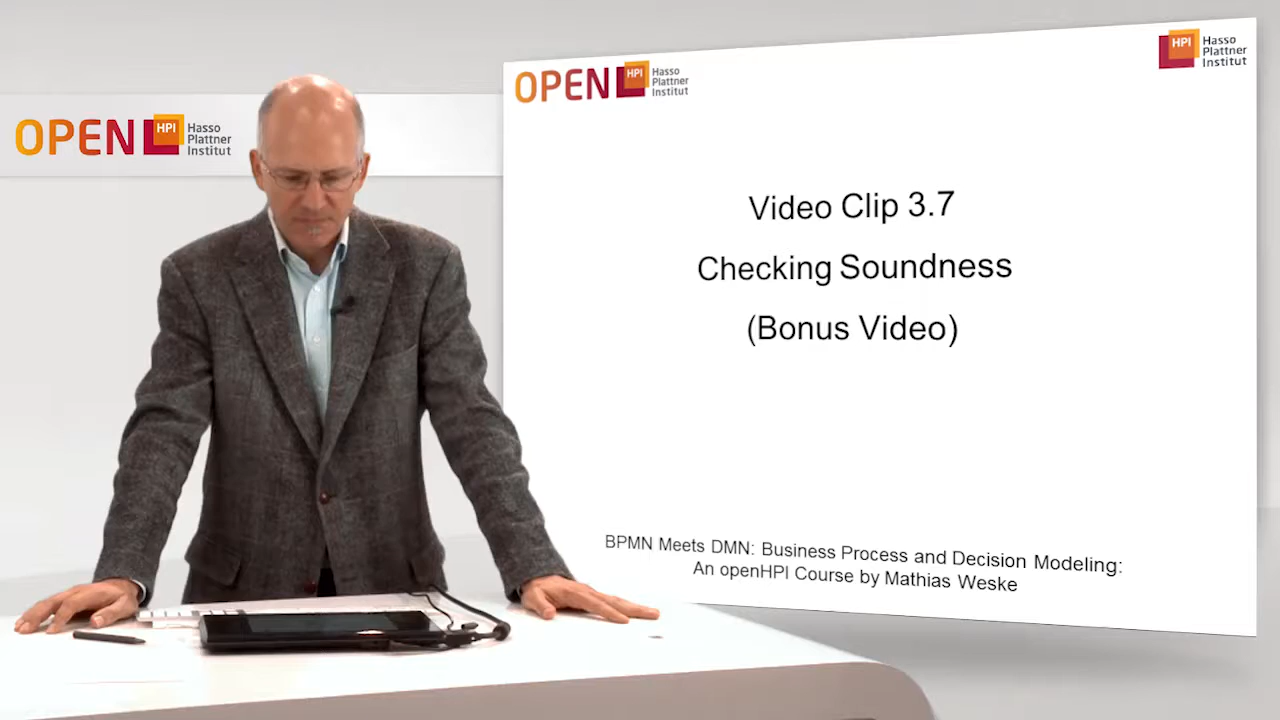 OPEN HPI Hasso Plattner Institut
OPEN HPI Hasso Plattner Institut
HPI Hasso Plattner Institut
Video Clip 3.7
Checking Soundness
(Bonus Video)
BPMN Meets DMN: Business Process and Decision Modeling:
An openHPI Course by Mathias Weske